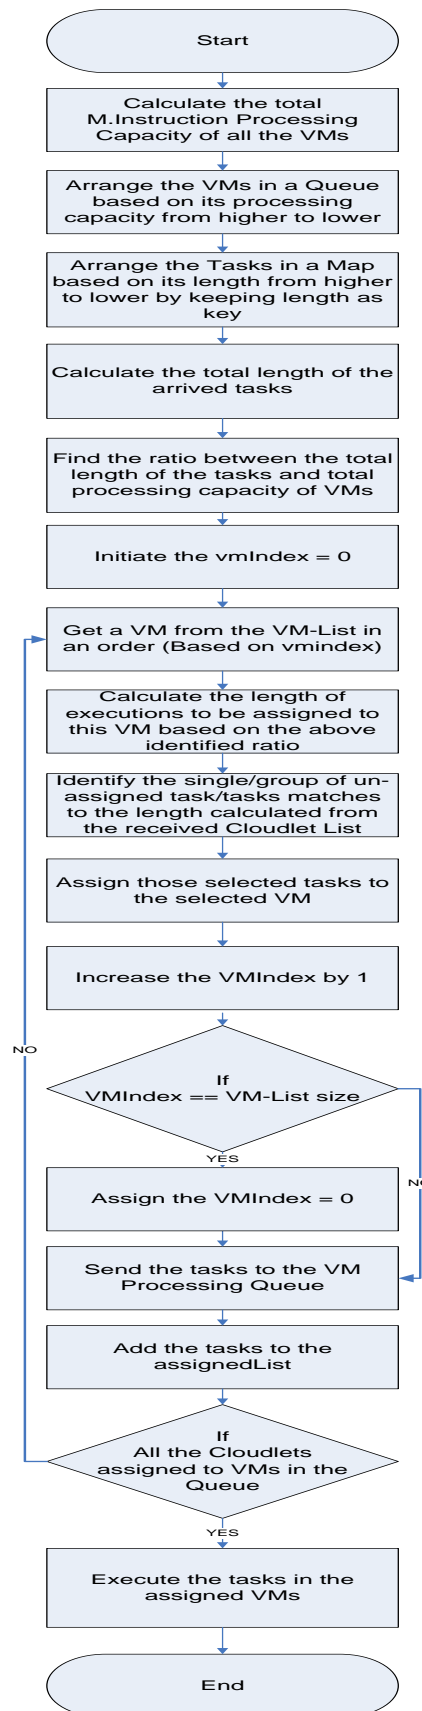 Start
Calculate the total
M.Instruction Processing
Capacity of all the VMs
Arrange the VMs in a Queue
based on its processing
capacity from higher to lower
Arrange the Tasks in a Map
based on its length from higher
to lower by keeping length as
key
Calculate the total length of the
arrived tasks
Find the ratio between the total
length of the tasks and total
processing capacity of VMs
Initiate the vmIndex = 0
Get a VM from the VM-List in
an order (Based on vmindex)
Calculate the length of
executions to be assigned to
this VM based on the above
identified ratio
Identify the single/group of un-
assigned task/tasks matches
to the length calculated from
the received Cloudlet List
Assign those selected tasks to
the selected VM
Increase the VMIndex by 1
NO
If
VMIndex == VM-List size
YES
Assign the VMIndex = 0
Send the tasks to the VM
Processing Queue
Add the tasks to the
assignedList
If
All the Cloudlets
assigned to VMs in the
Queue
YES
Execute the tasks in the
assigned VMs
End